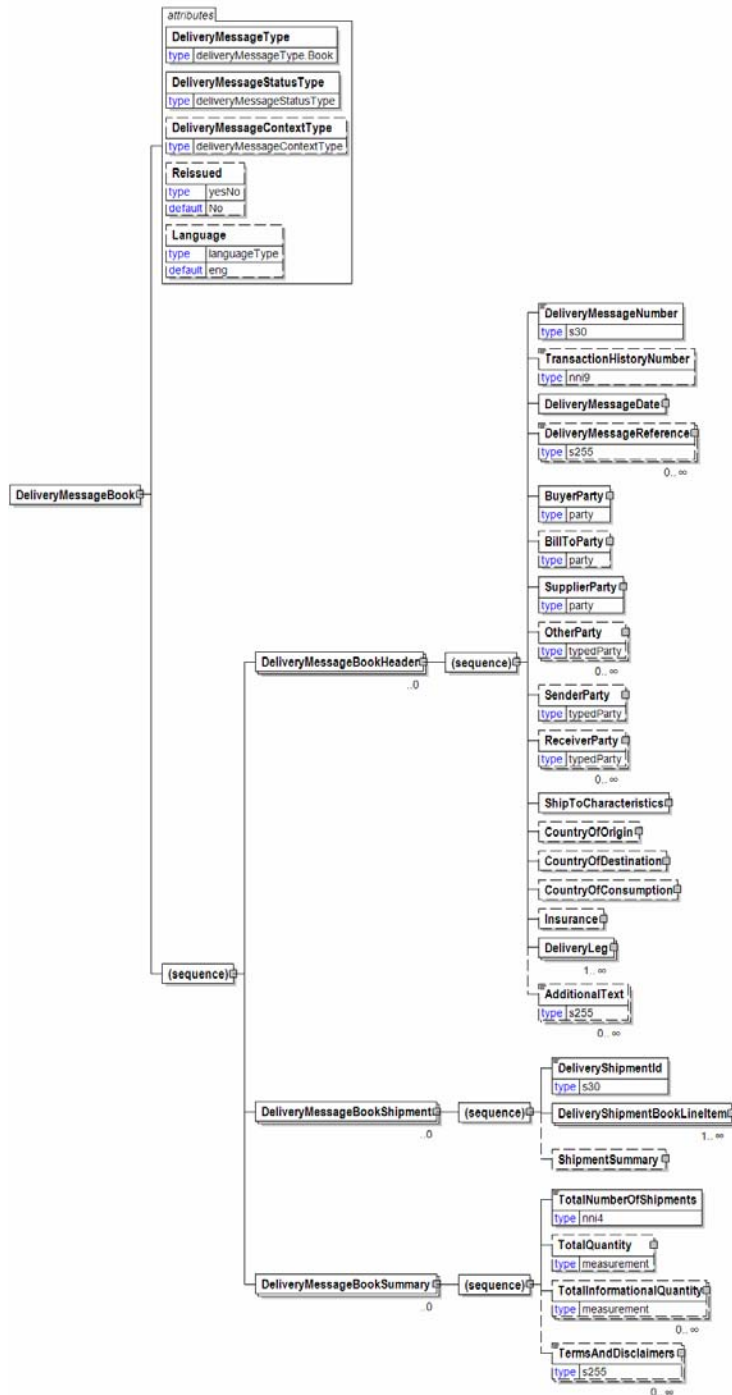 attributes
DeliveryMessageType
type deliveryMessageType.Book
DeliveryMessageStatusType
type deliveryMessageStatusType
DeliveryMessageContextType
type deliveryMessageContextType
Reissued
type yesNo
default No
Language
type languageType
default eng
DeliveryMessageBook
(sequence)
DeliveryMessageBookHeader
..0
(sequence)
DeliveryMessageNumber
type s30
TransactionHistoryNumber
type nni9
DeliveryMessageDate
DeliveryMessageReference
type s255
0.. ∞
BuyerParty
type party
BillToParty
type party
SupplierParty
type party
OtherParty
type typedParty
0.. ∞
SenderParty
type typedParty
ReceiverParty
type typedParty
0.. ∞
ShipToCharacteristics
CountryOfOrigin
CountryOfDestination
CountryOfConsumption
Insurance
DeliveryLeg
1.. ∞
AdditionalText
type s255
0.. ∞
DeliveryMessageBookShipment
..0
(sequence)
DeliveryShipmentId
type s30
DeliveryShipmentBookLineItem
1.. ∞
ShipmentSummary
DeliveryMessageBookSummary
..0
(sequence)
TotalNumberOfShipments
type nni4
TotalQuantity
type measurement
TotalInformationalQuantity
type measurement
0.. ∞
TermsAndDisclaimers
type s255
0.. ∞